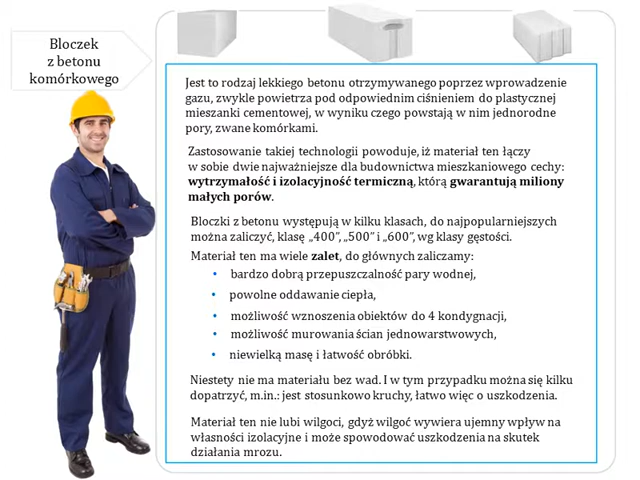 Bloczek
z betonu
komórkowego
Jest to rodzaj lekkiego betonu otrzymywanego poprzez wprowadzenie
gazu, zwykle powietrza pod odpowiednim ciśnieniem do plastycznej
mieszanki cementowej, w wyniku czego powstają w nim jednorodne
pory, zwane komórkami.
Zastosowanie takiej technologii powoduje, iż materiał ten łączy
w sobie dwie najważniejsze dla budownictwa mieszkaniowego cechy:
wytrzymałość i izolacyjność termiczną, którą gwarantują miliony
małych porów.
Bloczki z betonu występują w kilku klasach, do najpopularniejszych
można zaliczyć, klasę „400”, „500” i „600”, wg klasy gęstości.
Materiał ten ma wiele zalet, do głównych zaliczamy:
• bardzo dobrą przepuszczalność pary wodnej,
• powolne oddawanie ciepła,
• możliwość wznoszenia obiektów do 4 kondygnacji,
• możliwość murowania ścian jednowarstwowych,
• niewielką masę i łatwość obróbki.
Niestety nie ma materiału bez wad. I w tym przypadku można się kilku
dopatrzyć, m.in.: jest stosunkowo kruchy, łatwo więc o uszkodzenia.
Materiał ten nie lubi wilgoci, gdyż wilgoć wywiera ujemny wpływ na
własności izolacyjne i może spowodować uszkodzenia na skutek
działania mrozu.